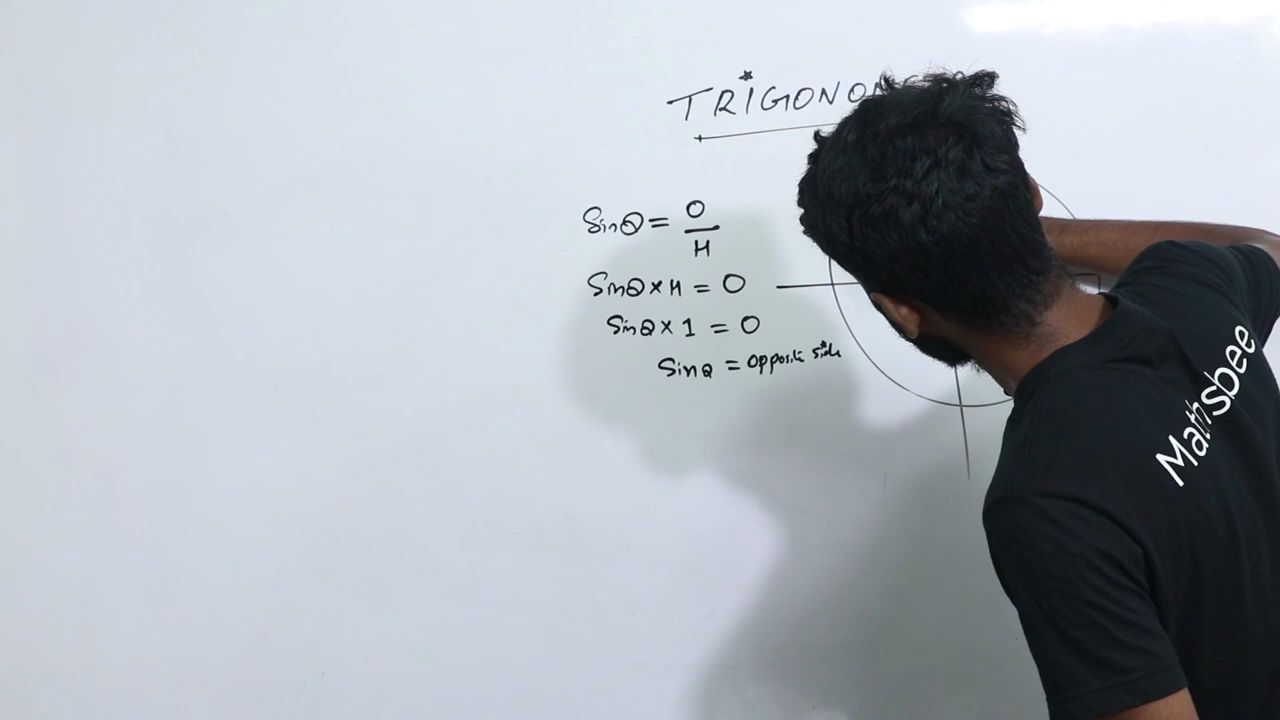 TRIGONO
Sinθ = O/H
Sinθ × H = O
Sinθ × 1 = O
Sinθ = Opposite side
Mathsbee